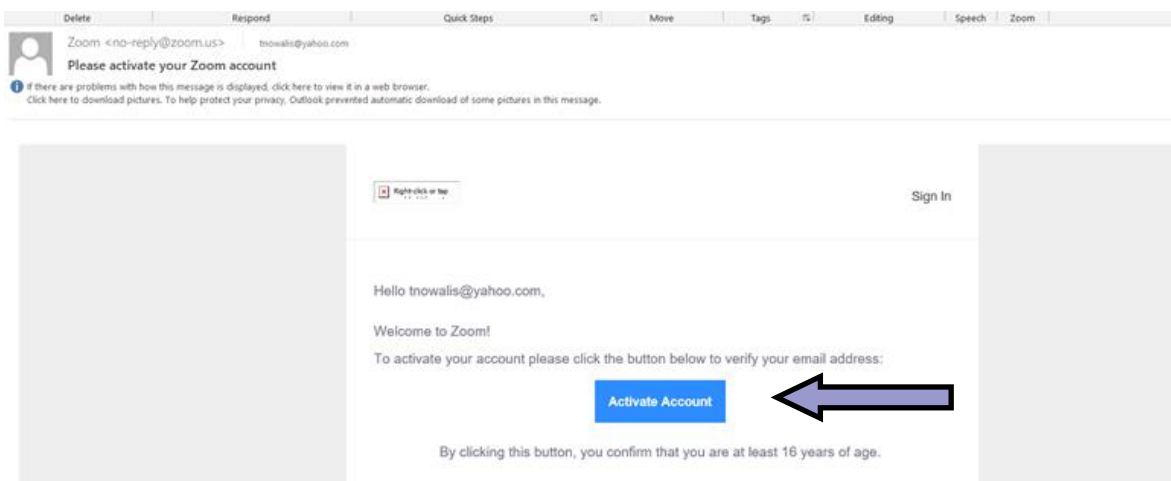 Delete Respond Quick Steps Move Tags Editing Speech Zoom
Zoom <no-reply@zoom.us> tnowalis@yahoo.com
Please activate your Zoom account
If there are problems with how this message is displayed, click here to view it in a web browser.
Click here to download pictures. To help protect your privacy, Outlook prevented automatic download of some pictures in this message.
Right-click or tap
Sign In
Hello tnowalis@yahoo.com,
Welcome to Zoom!
To activate your account please click the button below to verify your email address:
Activate Account
By clicking this button, you confirm that you are at least 16 years of age.